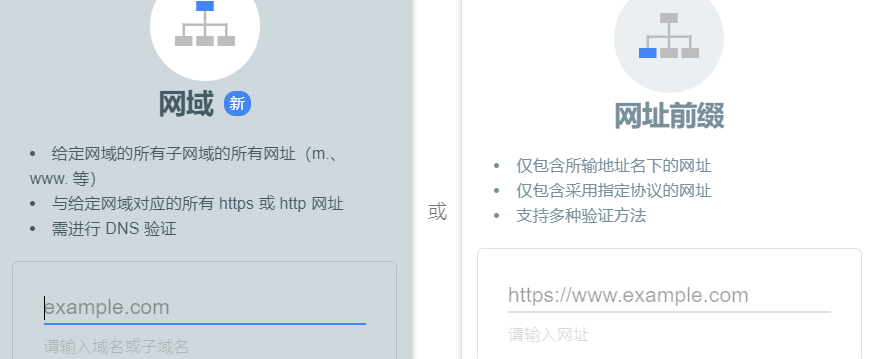 网域 新
• 给定网域的所有子网域的所有网址（m.、
www. 等）
• 与给定网域对应的所有 https 或 http 网址
• 需进行 DNS 验证
example.com
请输入域名或子域名
或
网址前缀
• 仅包含所输地址名下的网址
• 仅包含采用指定协议的网址
• 支持多种验证方法
https://www.example.com
请输入网址